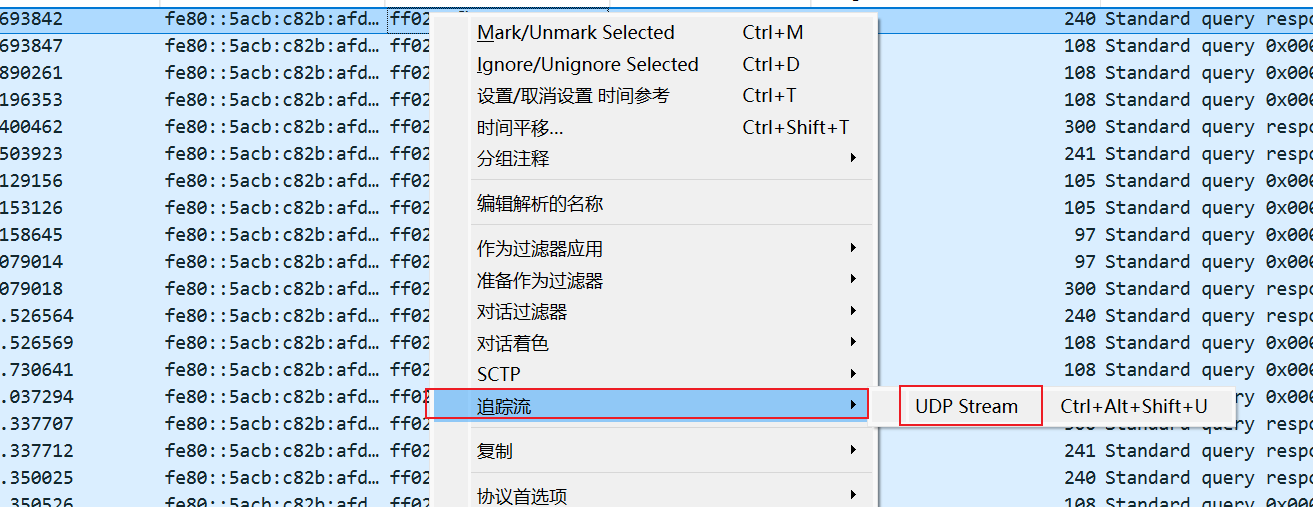 693842 fe80::5acb:c82b:afd… ff02 240 Standard query respo
693847 fe80::5acb:c82b:afd… ff02 Mark/Unmark Selected Ctrl+M 108 Standard query 0x000
890261 fe80::5acb:c82b:afd… ff02 Ignore/Unignore Selected Ctrl+D 108 Standard query 0x000
196353 fe80::5acb:c82b:afd… ff02 设置/取消设置 时间参考 Ctrl+T 108 Standard query 0x000
400462 fe80::5acb:c82b:afd… ff02 时间平移... Ctrl+Shift+T 300 Standard query respo
503923 fe80::5acb:c82b:afd… ff02 分组注释 241 Standard query respo
129156 fe80::5acb:c82b:afd… ff02 105 Standard query 0x000
153126 fe80::5acb:c82b:afd… ff02 编辑解析的名称 105 Standard query 0x000
158645 fe80::5acb:c82b:afd… ff02 作为过滤器应用 97 Standard query 0x000
079014 fe80::5acb:c82b:afd… ff02 97 Standard query 0x000
079018 fe80::5acb:c82b:afd… ff02 准备作为过滤器 300 Standard query respo
.526564 fe80::5acb:c82b:afd… ff02 对话过滤器 240 Standard query respo
.526569 fe80::5acb:c82b:afd… ff02 对话着色 108 Standard query 0x000
.730641 fe80::5acb:c82b:afd… ff02 SCTP 108 Standard query 0x000
.037294 fe80::5acb:c82b:afd… ff02 追踪流 UDP Stream Ctrl+Alt+Shift+U
.337707 fe80::5acb:c82b:afd… ff02 Standard query respo
.337712 fe80::5acb:c82b:afd… ff02 复制 241 Standard query respo
.350025 fe80::5acb:c82b:afd… ff02 240 Standard query respo
.350526 fe80::5acb:c82b:afd… ff02 协议首选项 108 Standard query 0x000